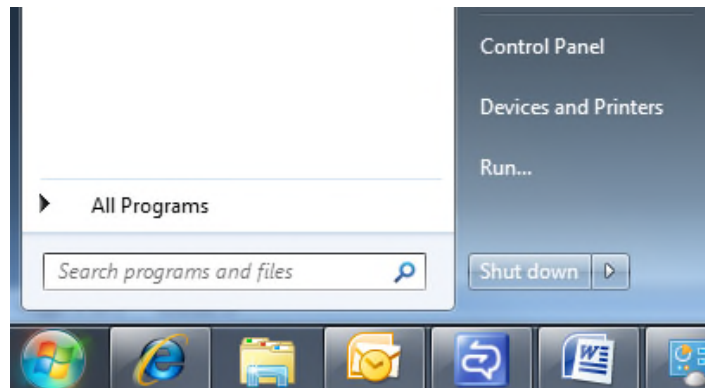 Control Panel
Devices and Printers
Run...
All Programs
Search programs and files
Shut down